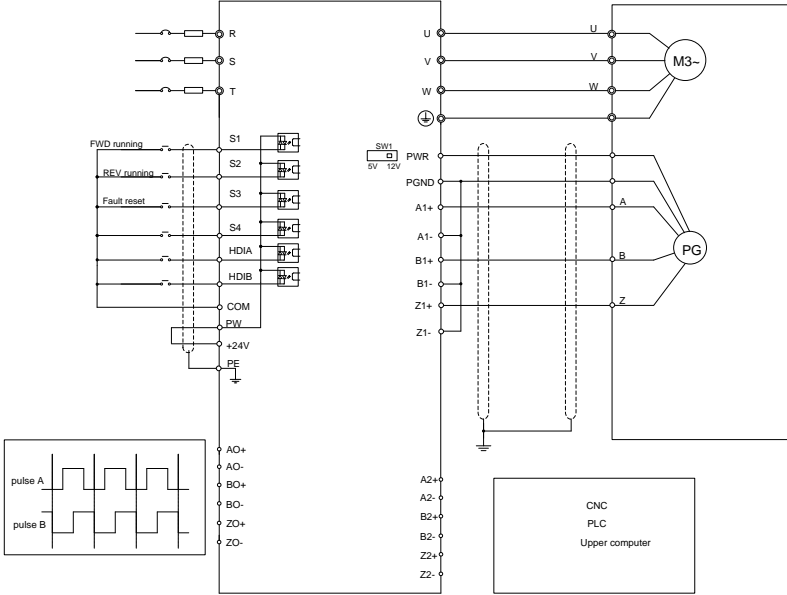 R
S
T
U
V
W
U
V
W
M3~
FWD running
REV running
Fault reset
S1
S2
S3
S4
HDIA
HDIB
COM
PW
+24V
PE
SW1
5V 12V
PWR
PGND
A1+
A1-
B1+
B1-
Z1+
Z1-
A
B
Z
PG
pulse A
pulse B
AO+
AO-
BO+
BO-
ZO+
ZO-
A2+
A2-
B2+
B2-
Z2+
Z2-
CNC
PLC
Upper computer